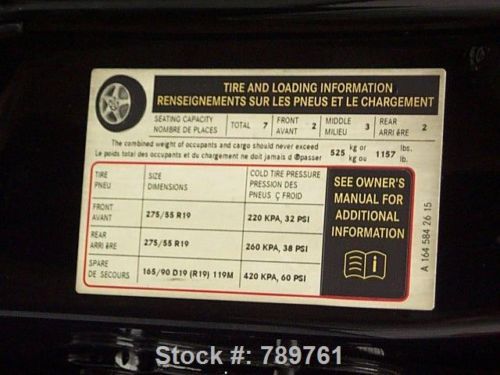 TIRE AND LOADING INFORMATION
RENSEIGNEMENTS SUR LES PNEUS ET LE CHARGEMENT
SEATING CAPACITY
NOMBRE DE PLACES
TOTAL 7
FRONT
AVANT 2
MIDDLE
MILIEU 3
REAR
ARRI ÈRE 2
The combined weight of occupants and cargo should never exceed
Le poids total des occupants et du chargement ne doit jamais d épasser
525 kg or
kg ou
1157 lbs.
lb.
TIRE
PNEU
SIZE
DIMENSIONS
COLD TIRE PRESSURE
PRESSION DES
PNEUS Ç FROID
FRONT
AVANT
275/55 R19
220 KPA, 32 PSI
REAR
ARRI ÈRE
275/55 R19
260 KPA, 38 PSI
SPARE
DE SECOURS
165/90 D19 (R19) 119M
420 KPA, 60 PSI
SEE OWNER'S
MANUAL FOR
ADDITIONAL
INFORMATION
A 164 584 26 15
Stock #: 789761